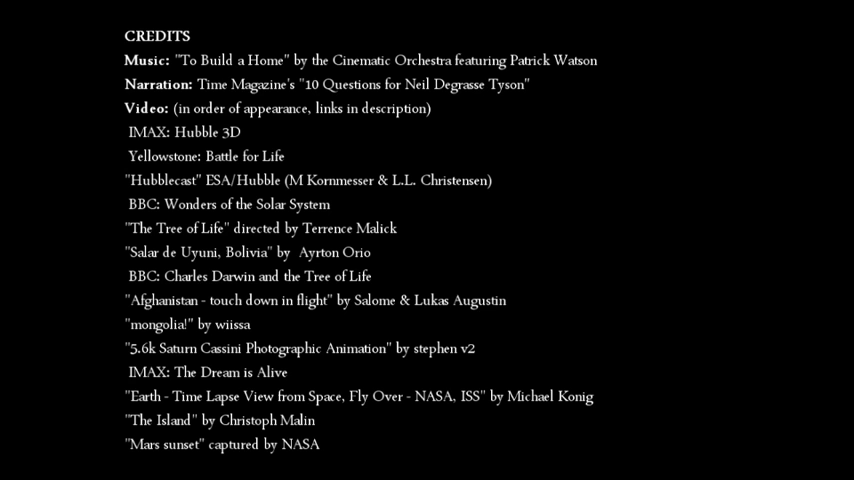 CREDITS
Music: "To Build a Home" by the Cinematic Orchestra featuring Patrick Watson
Narration: Time Magazine's "10 Questions for Neil Degrasse Tyson"
Video: (in order of appearance, links in description)
IMAX: Hubble 3D
Yellowstone: Battle for Life
"Hubblecast" ESA/Hubble (M Kornmesser & L.L. Christensen)
BBC: Wonders of the Solar System
"The Tree of Life" directed by Terrence Malick
"Salar de Uyuni, Bolivia" by  Ayrton Orio
BBC: Charles Darwin and the Tree of Life
"Afghanistan - touch down in flight" by Salome & Lukas Augustin
"mongolia!" by wiissa
"5.6k Saturn Cassini Photographic Animation" by stephen v2
IMAX: The Dream is Alive
"Earth - Time Lapse View from Space, Fly Over - NASA, ISS" by Michael Konig
"The Island" by Christoph Malin
"Mars sunset" captured by NASA